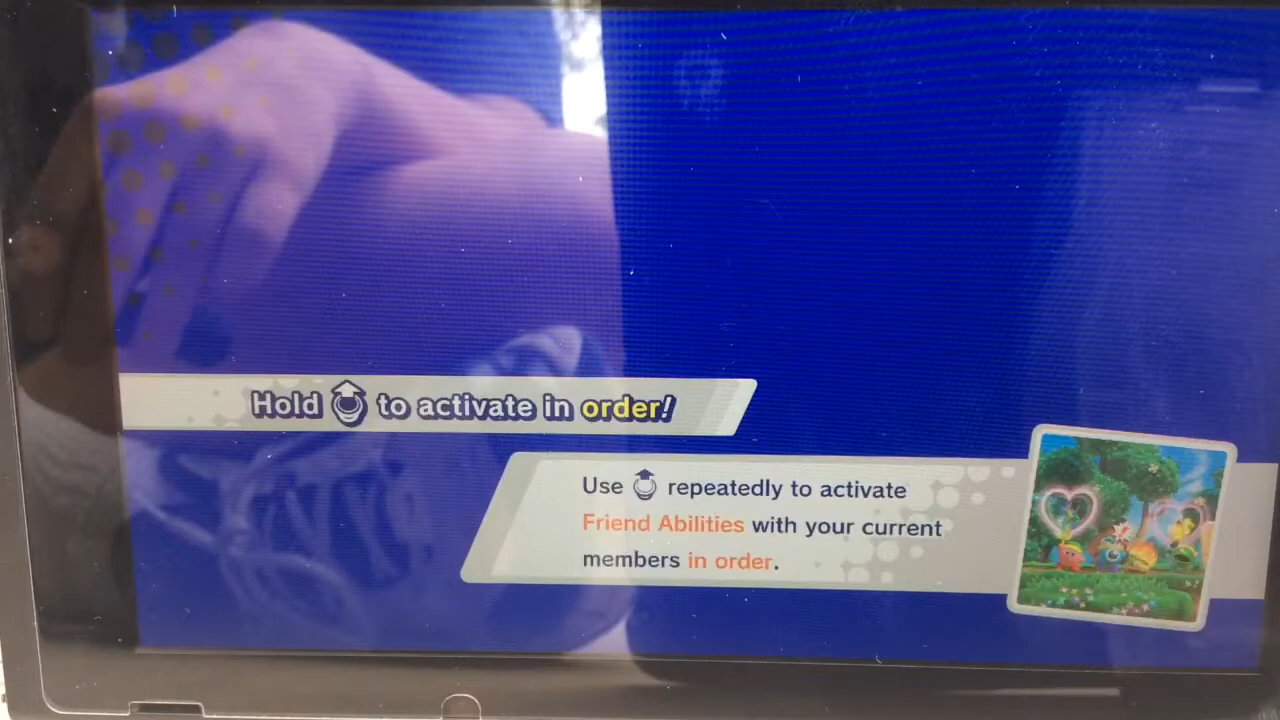 Hold to activate in order!
Use repeatedly to activate
Friend Abilities with your current
members in order.